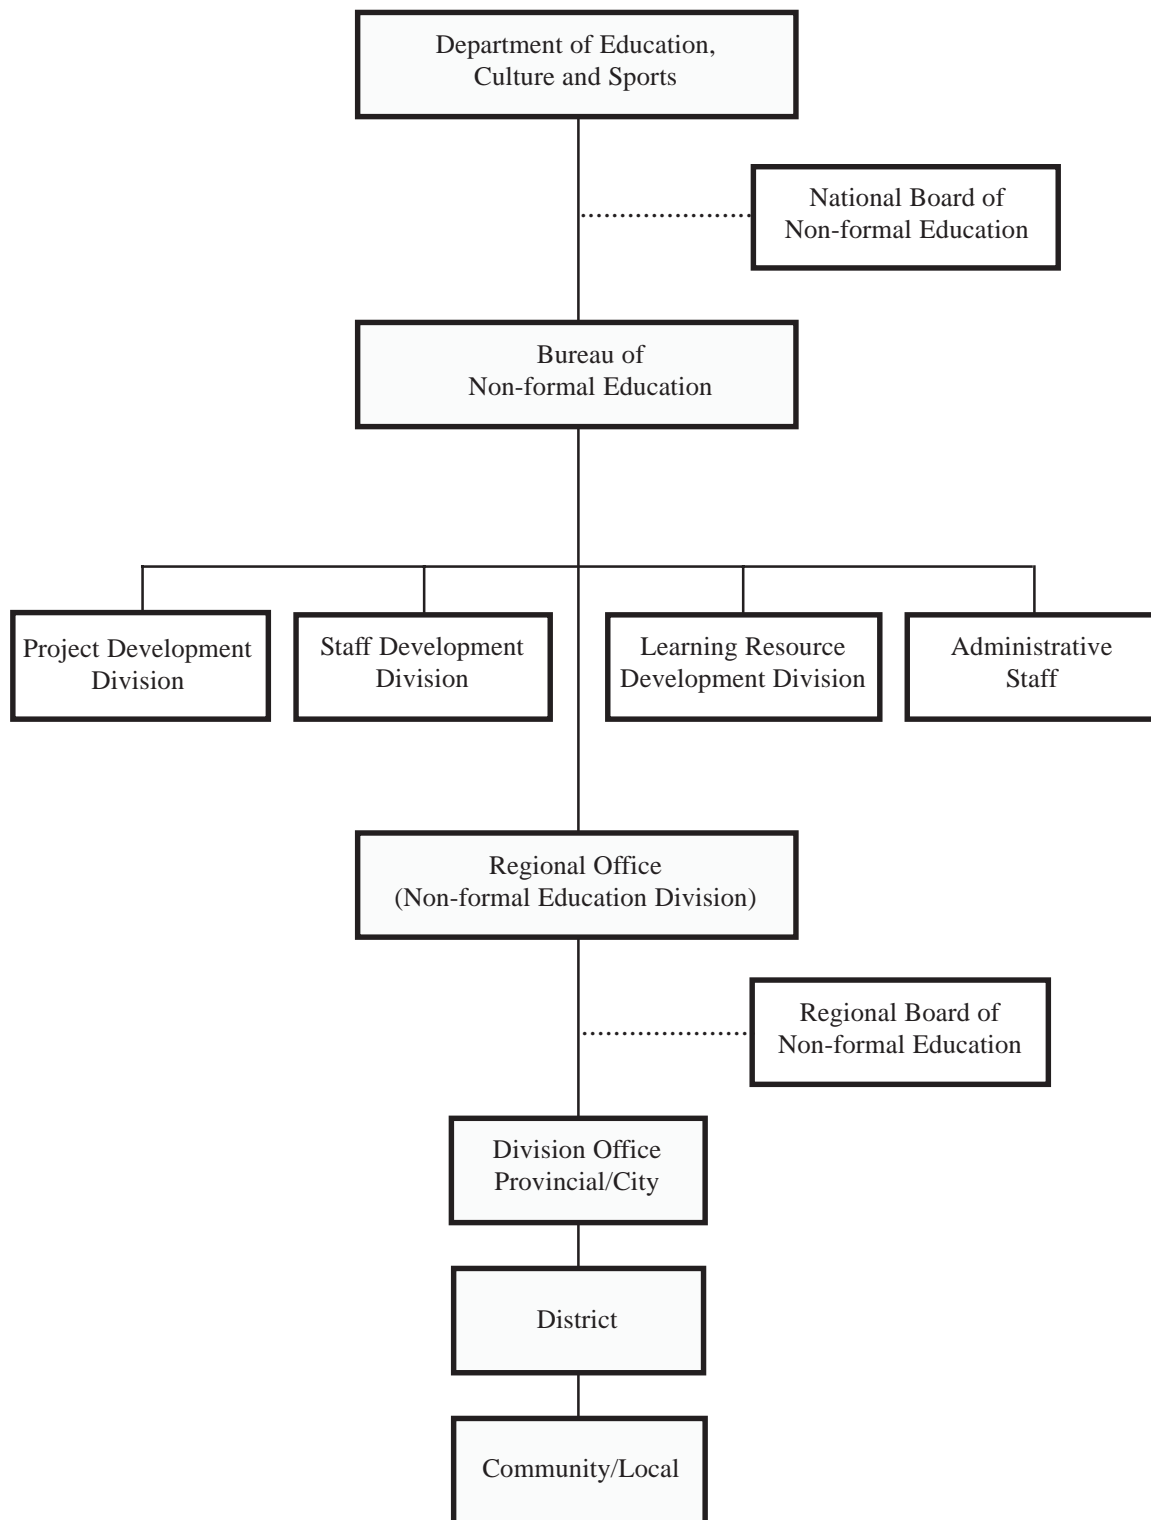 Department of Education,
Culture and Sports
National Board of
Non-formal Education
Bureau of
Non-formal Education
Project Development
Division
Staff Development
Division
Learning Resource
Development Division
Administrative
Staff
Regional Office
(Non-formal Education Division)
Regional Board of
Non-formal Education
Division Office
Provincial/City
District
Community/Local